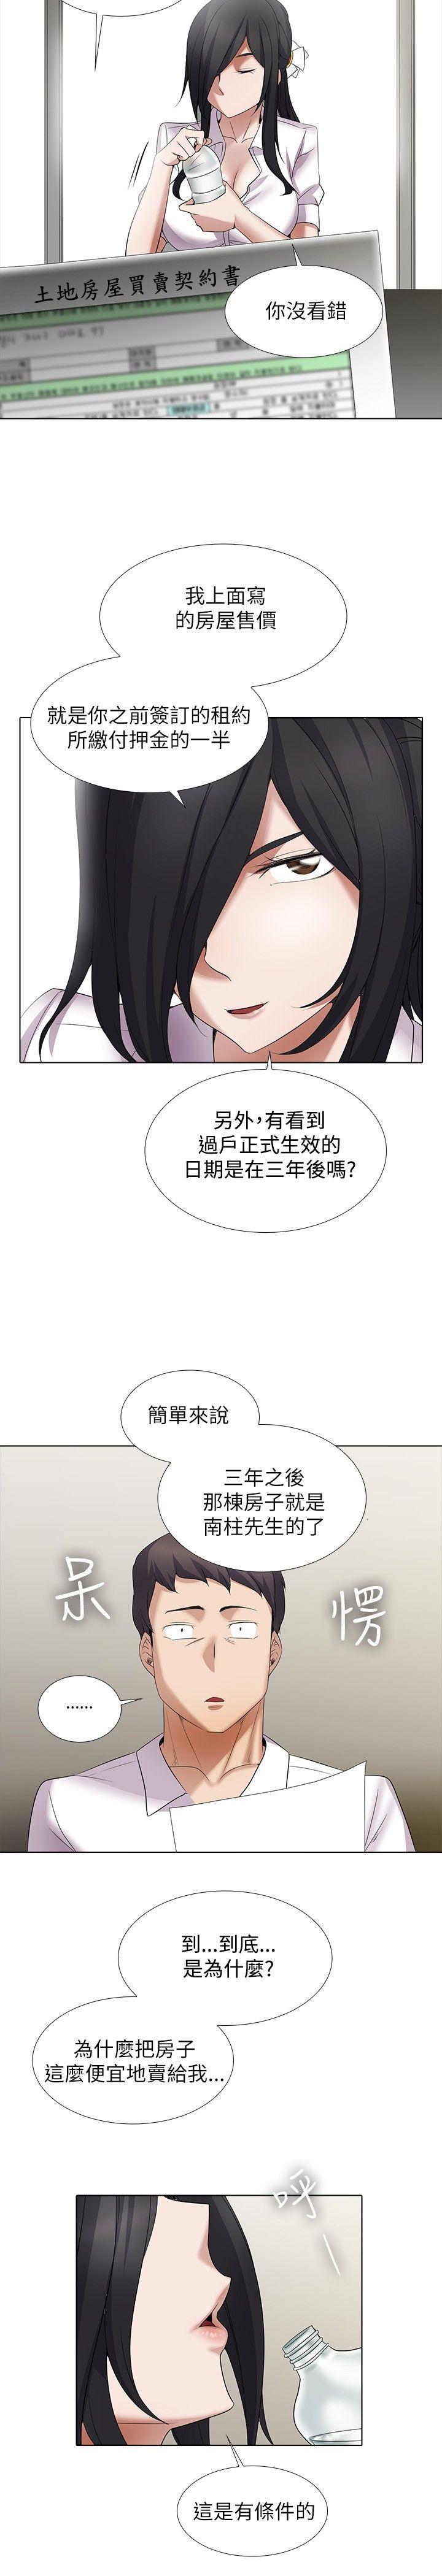 土地房屋買賣契約書
你沒看錯
我上面寫
的房屋售價
就是你之前簽訂的租約
所繳付押金的一半
另外，有看到
過戶正式生效的
日期是在三年後嗎?
簡單來說
三年之後
那棟房子就是
南柱先生的了
呆
愣
......
到...到底...
是為什麼?
為什麼把房子
這麼便宜地賣給我...
呼
這是有條件的